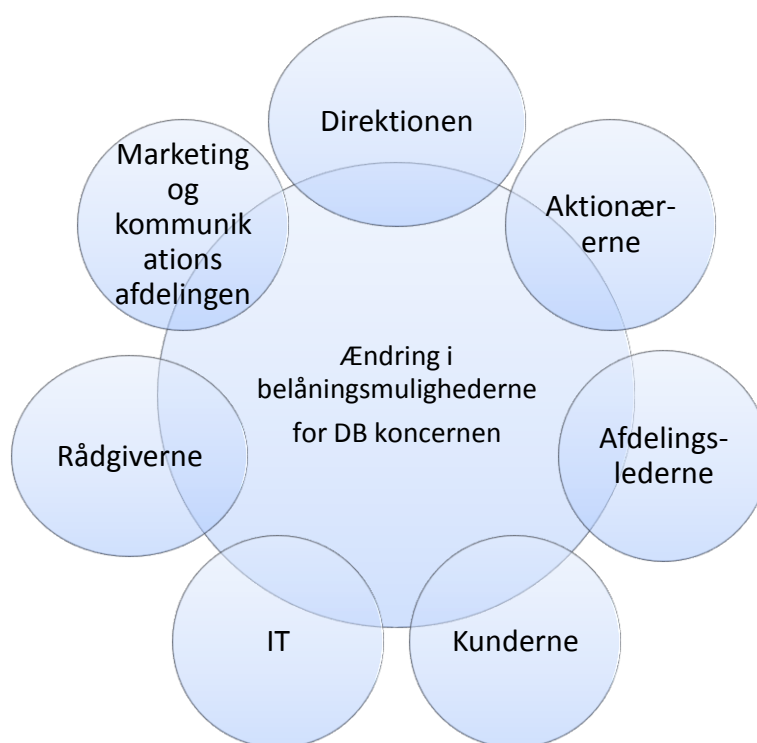 Direktionen
Aktionær-
erne
Afdelings-
lederne
Kunderne
IT
Rådgiverne
Marketing
og
kommunik
ations
afdelingen
Ændring i
belåningsmulighederne
for DB koncernen